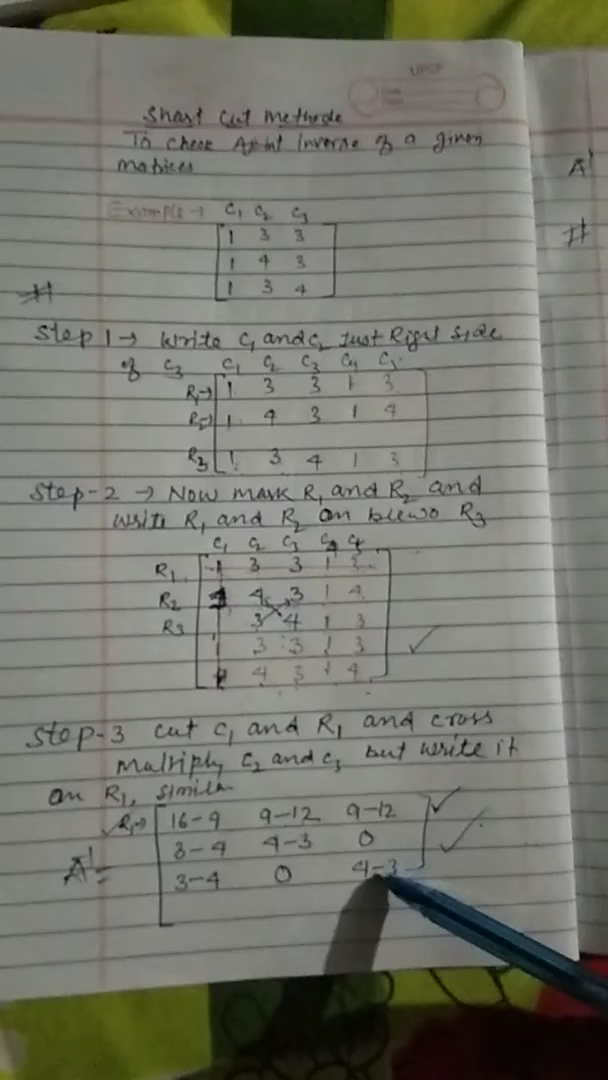 Short cut methode
To check Adjoint Inverse of a given
matrices
Example → C₁ C₂ C₃
1 3 3
1 4 3
1 3 4
Step 1 → Write C₁ and C₂ Just Right side
of C₃ C₁ C₂ C₃ C₄ C₅
R₁→ 1 3 3 1 3
R₂→ 1 4 3 1 4
R₃ 1 3 4 1 3
Step-2 → Now mark R₁ and R₂ and
write R₁ and R₂ on blewo R₃
C₁ C₂ C₃
R₁ 1 3 3 1 3
R₂ 1 4 3 1 4
R₃ 3 4 1 3
1 3 3 1 3
1 4 3 1 4
Step-3 cut C₁ and R₁ and cross
multiply C₂ and C₃ but write it
on R₁, similar
R₁→ 16-9 9-12 9-12
3-4 4-3 0
A¹= 3-4 0 4-3